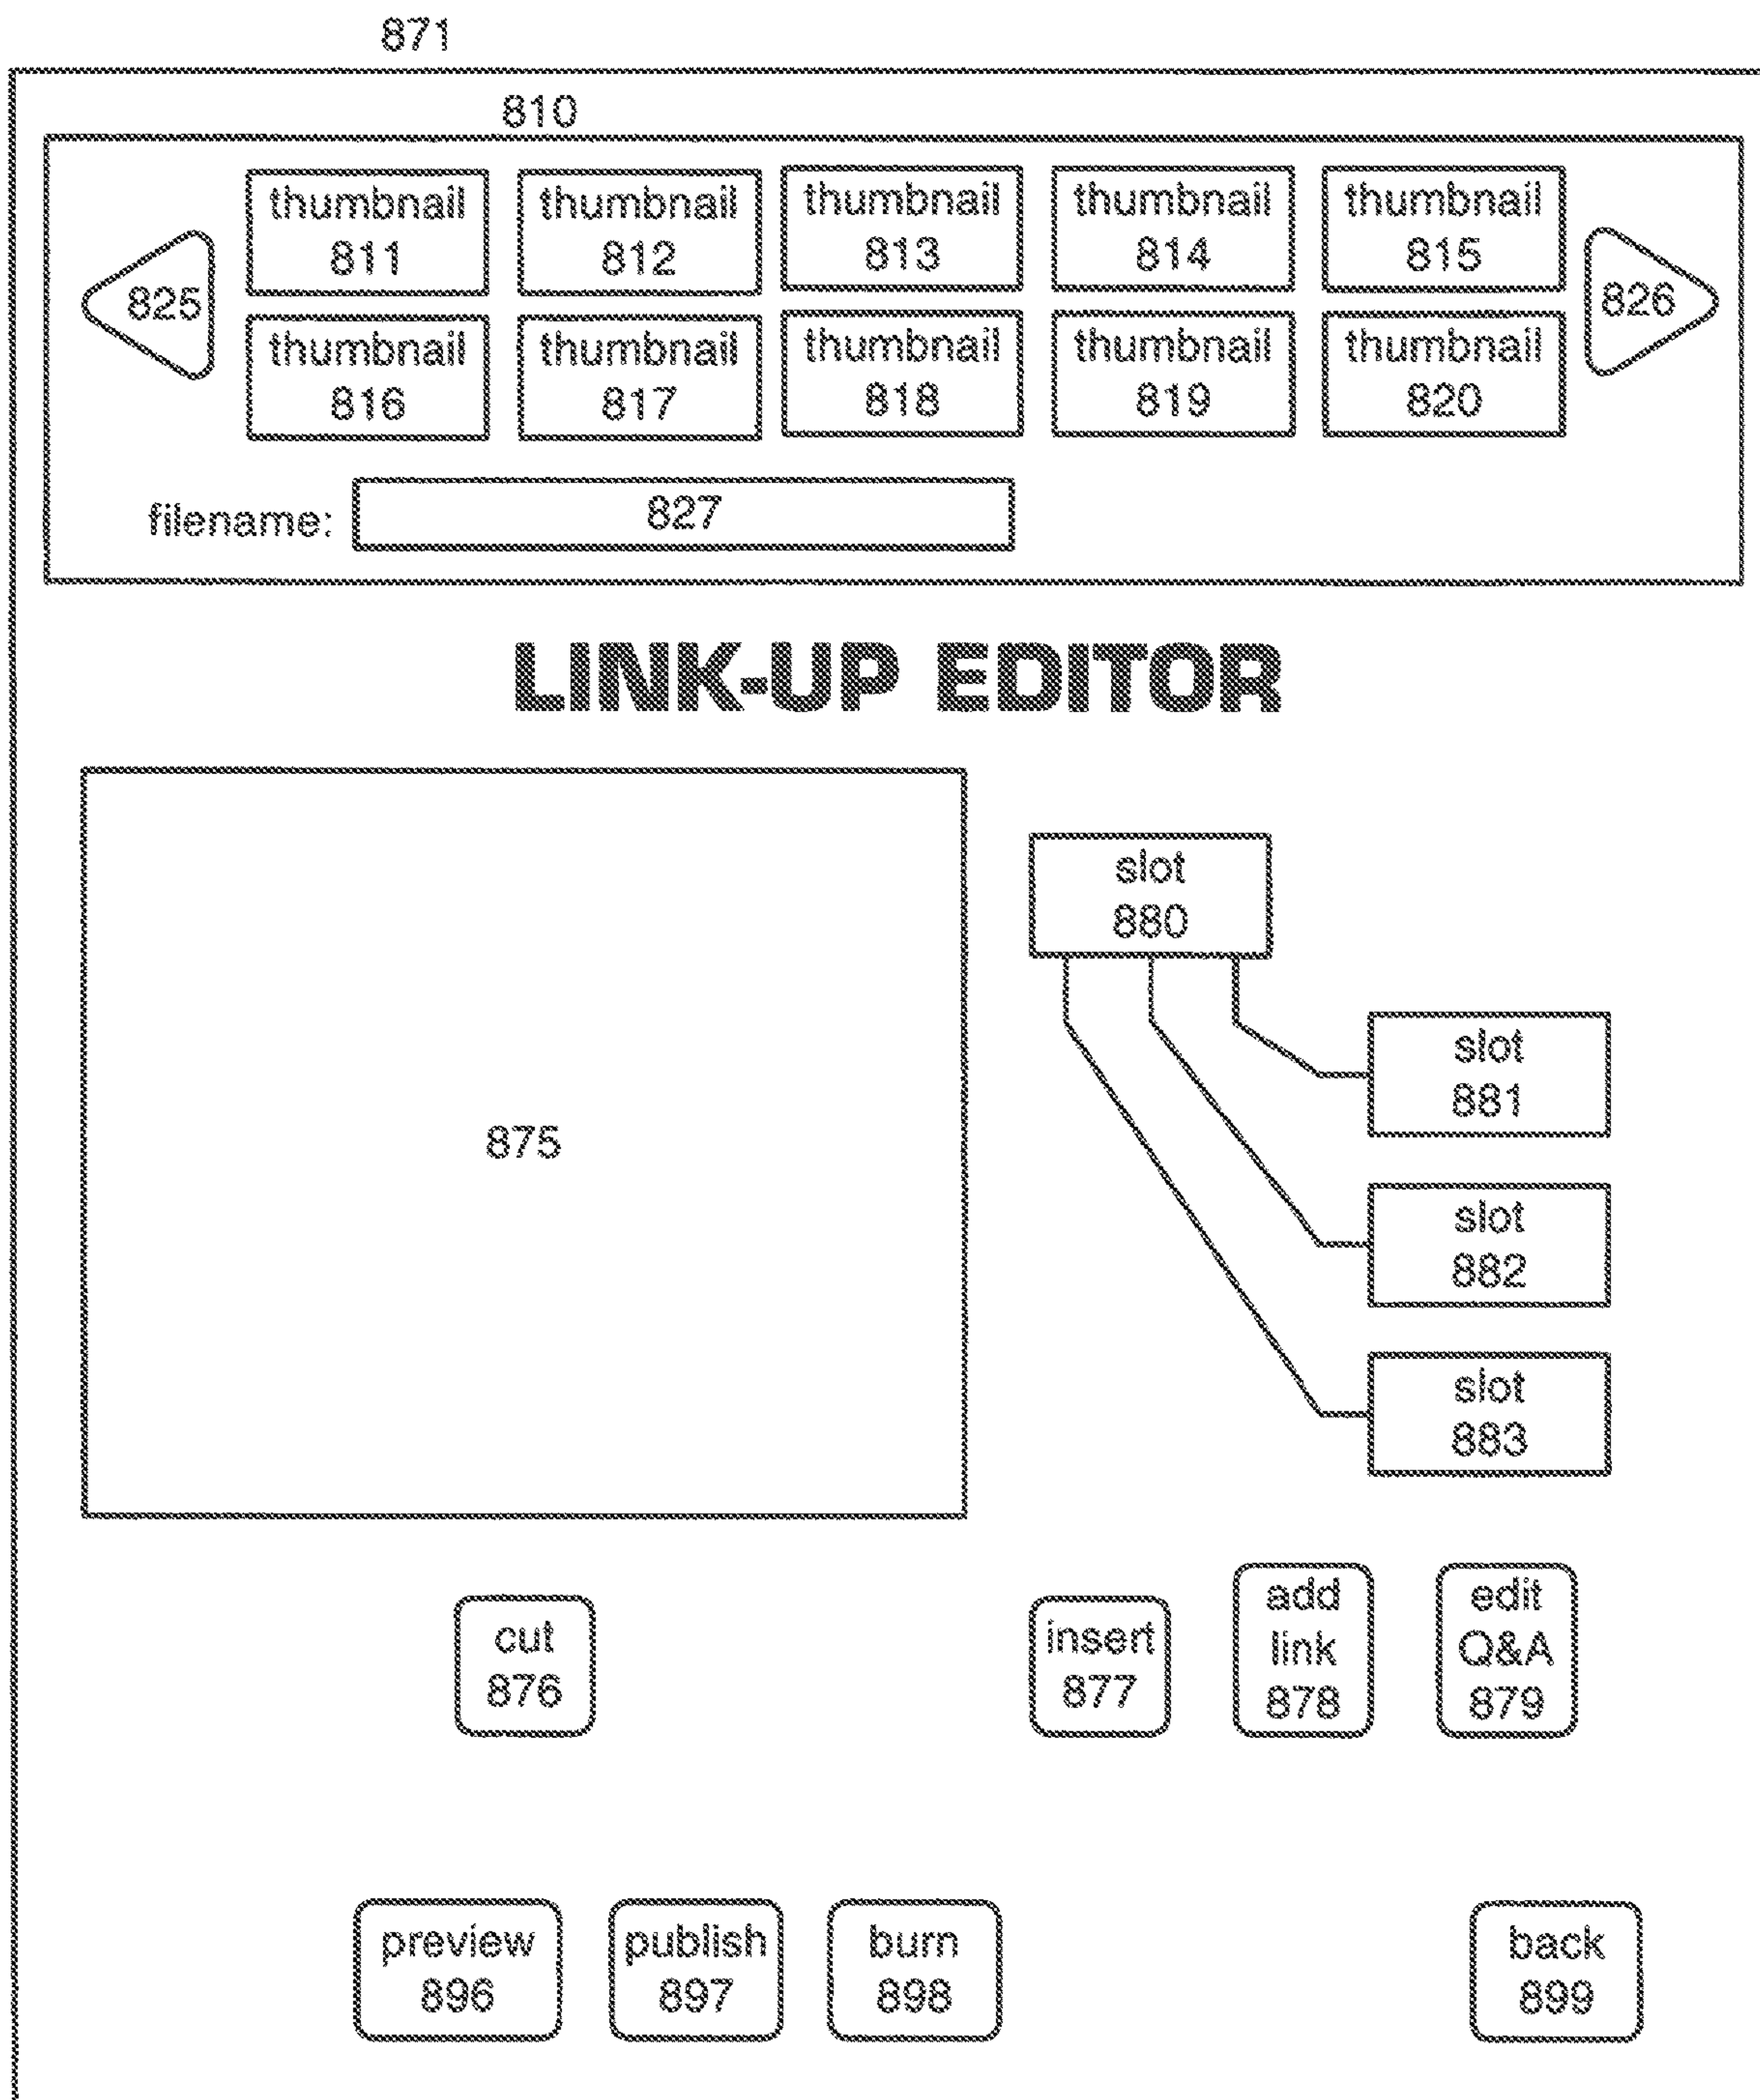 871
810
thumbnail
811
thumbnail
812
thumbnail
813
thumbnail
814
thumbnail
815
825
826
thumbnail
816
thumbnail
817
thumbnail
818
thumbnail
819
thumbnail
820
filename:
827
LINK-UP EDITOR
slot
880
slot
881
875
slot
882
slot
883
cut
876
insert
877
add
link
878
edit
Q&A
879
preview
896
publish
897
burn
898
back
899